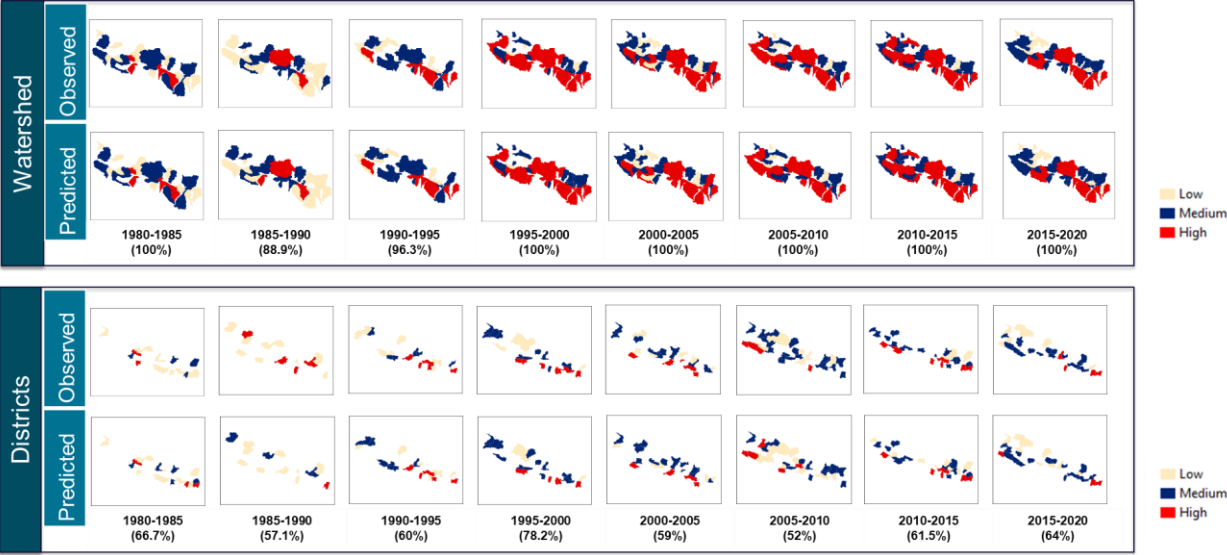 Watershed
Observed
Predicted
1980-1985
(100%)
1985-1990
(88.9%)
1990-1995
(96.3%)
1995-2000
(100%)
2000-2005
(100%)
2005-2010
(100%)
2010-2015
(100%)
2015-2020
(100%)
Low
Medium
High
Districts
Observed
Predicted
1980-1985
(66.7%)
1985-1990
(57.1%)
1990-1995
(60%)
1995-2000
(78.2%)
2000-2005
(59%)
2005-2010
(52%)
2010-2015
(61.5%)
2015-2020
(64%)
Low
Medium
High